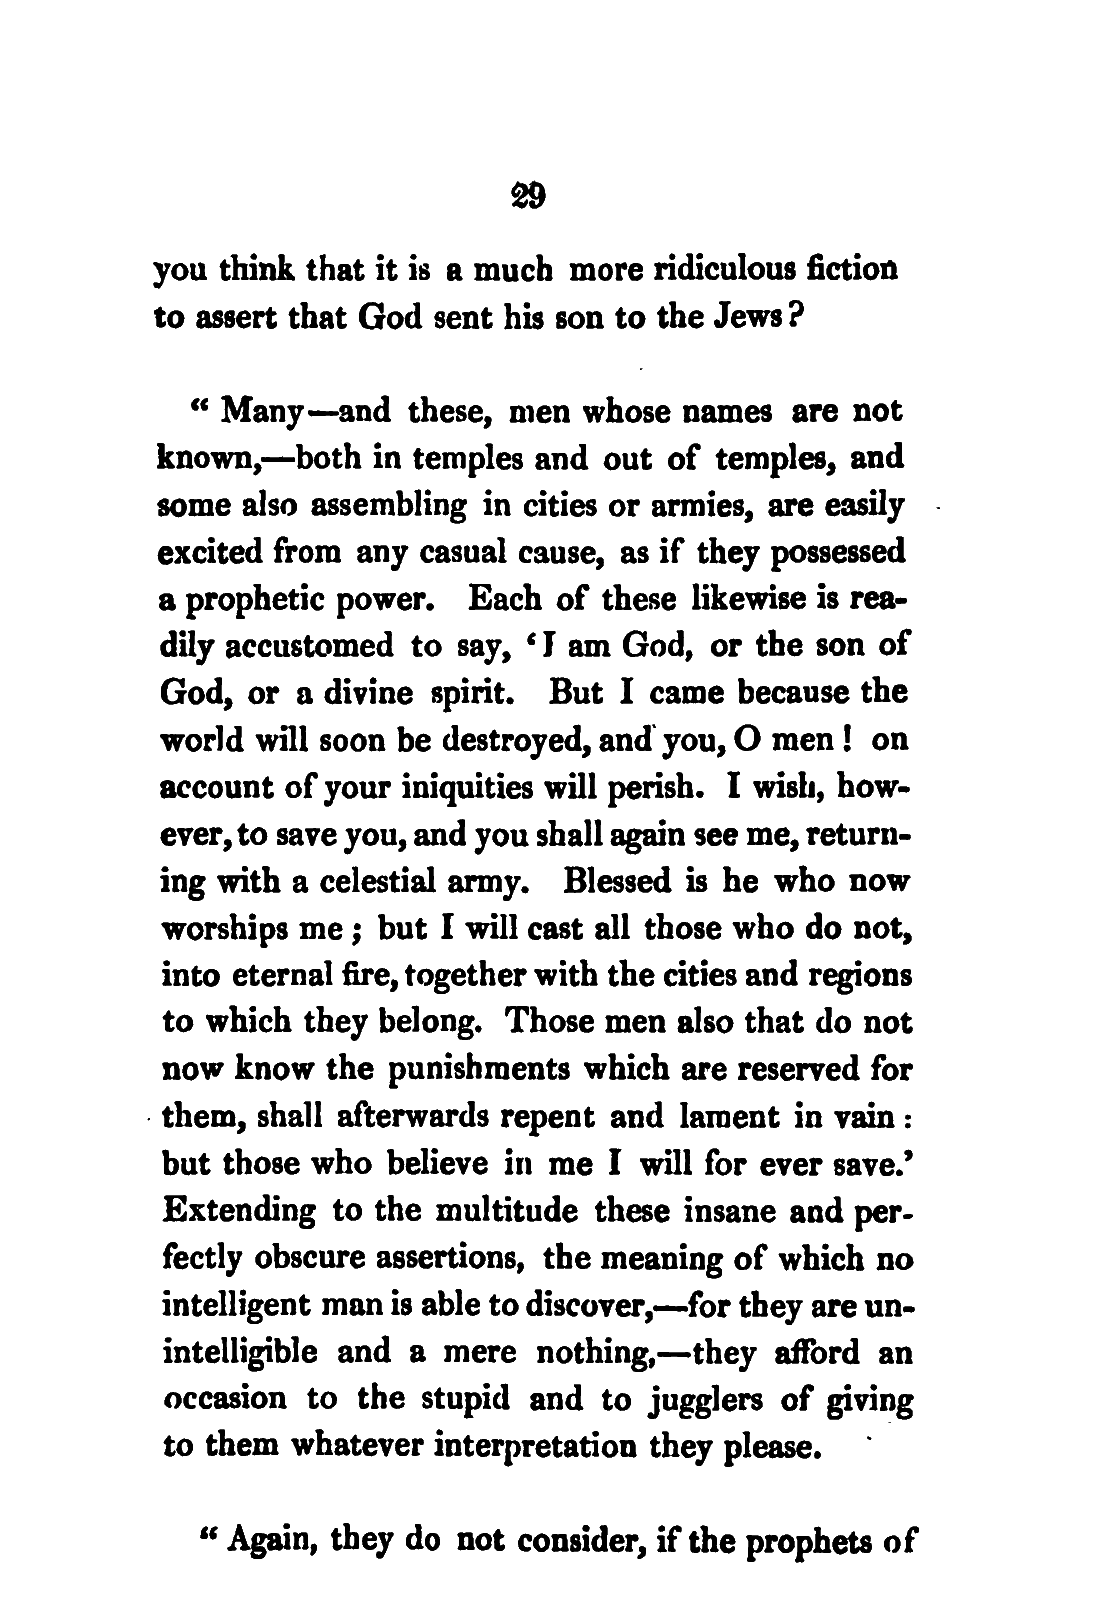 29
you think that it is a much more ridiculous fiction
to assert that God sent his son to the Jews?
“ Many—and these, men whose names are not
known,—both in temples and out of temples, and
some also assembling in cities or armies, are easily
excited from any casual cause, as if they possessed
a prophetic power. Each of these likewise is rea-
dily accustomed to say, ‘I am God, or the son of
God, or a divine spirit. But I came because the
world will soon be destroyed, and you, O men ! on
account of your iniquities will perish. I wish, how-
ever, to save you, and you shall again see me, return-
ing with a celestial army. Blessed is he who now
worships me ; but I will cast all those who do not,
into eternal fire, together with the cities and regions
to which they belong. Those men also that do not
now know the punishments which are reserved for
them, shall afterwards repent and lament in vain :
but those who believe in me I will for ever save.’
Extending to the multitude these insane and per-
fectly obscure assertions, the meaning of which no
intelligent man is able to discover,—for they are un-
intelligible and a mere nothing,—they afford an
occasion to the stupid and to jugglers of giving
to them whatever interpretation they please.
“ Again, they do not consider, if the prophets of